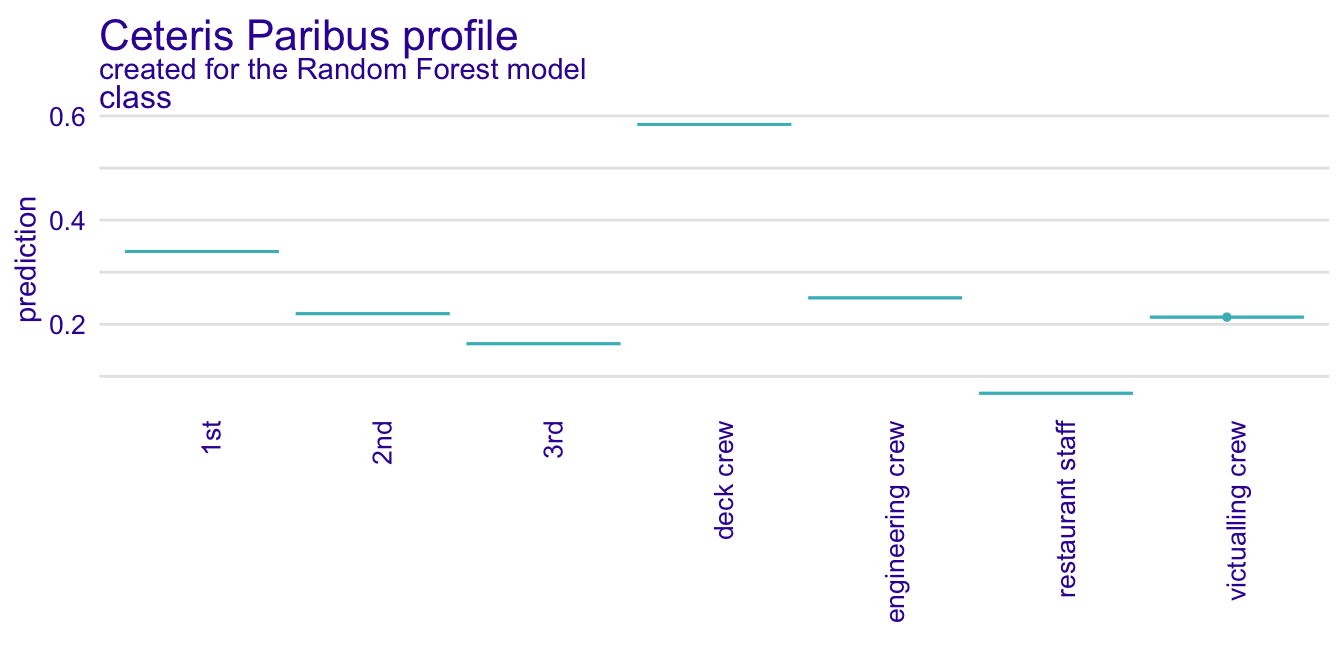 Ceteris Paribus profile
created for the Random Forest model
class
prediction
0.6
0.4
0.2
1st
2nd
3rd
deck crew
engineering crew
restaurant staff
victualling crew